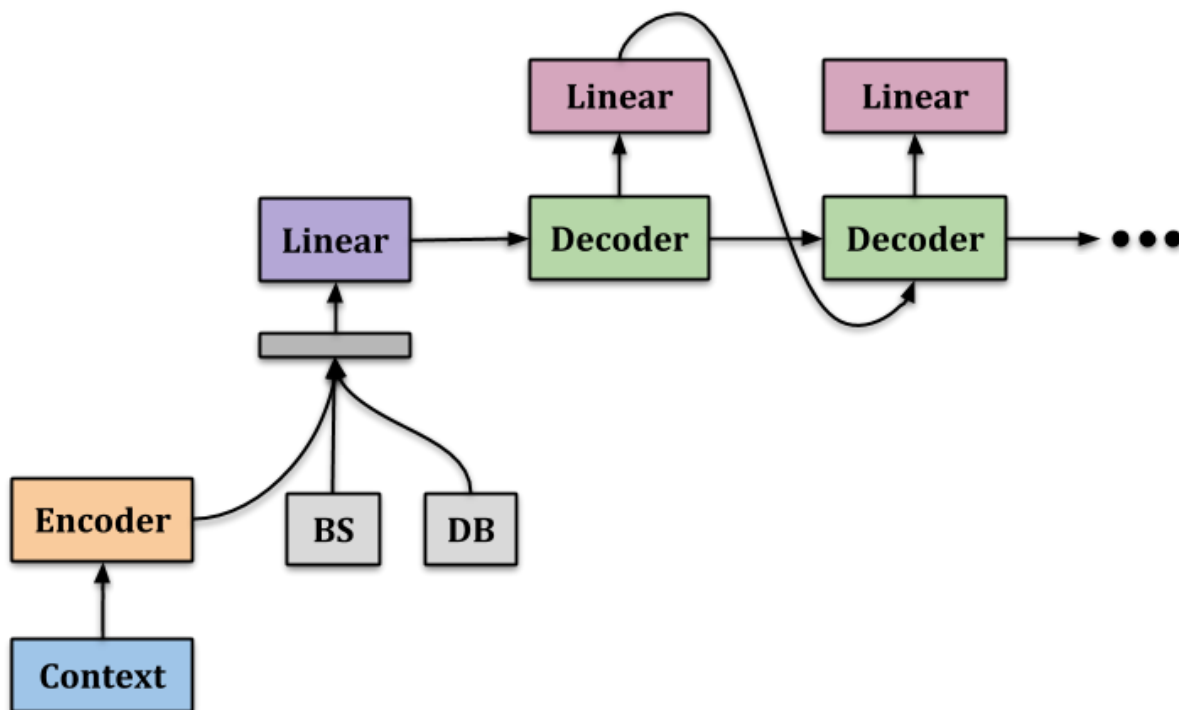 Linear
Linear
Linear
Decoder
Decoder
Encoder
BS
DB
Context